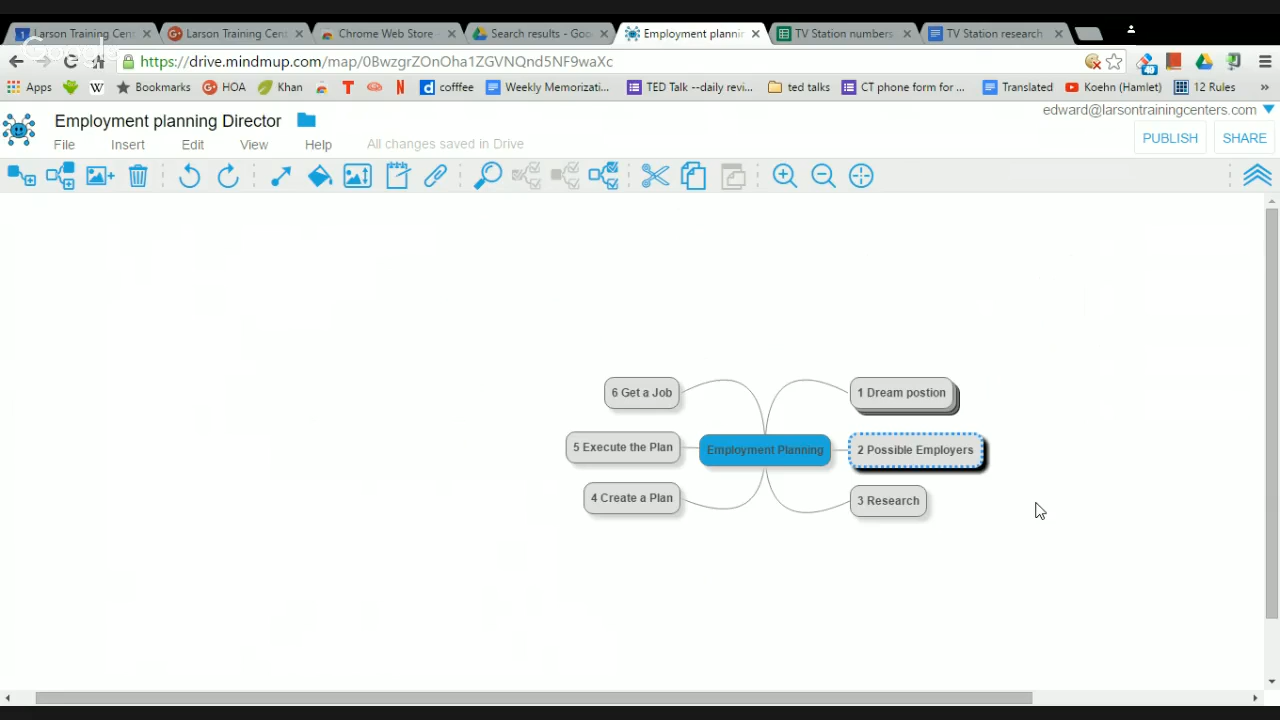 Larson Training Cent
Larson Training Cent
Chrome Web Store -
Search results - Goo
Employment plannin
TV Station numbers
TV Station research
https://drive.mindmup.com/map/0BwzgrZOnOha1ZGVNQnd5NF9waXc
Apps
Bookmarks
HOA
Khan
cofffee
Weekly Memorizati...
TED Talk --daily revi...
ted talks
CT phone form for ...
Translated
Koehn (Hamlet)
12 Rules
»
edward@larsontrainingcenters.com
Employment planning Director
File
Insert
Edit
View
Help
All changes saved in Drive
PUBLISH
SHARE
6 Get a Job
1 Dream postion
5 Execute the Plan
Employment Planning
2 Possible Employers
4 Create a Plan
3 Research